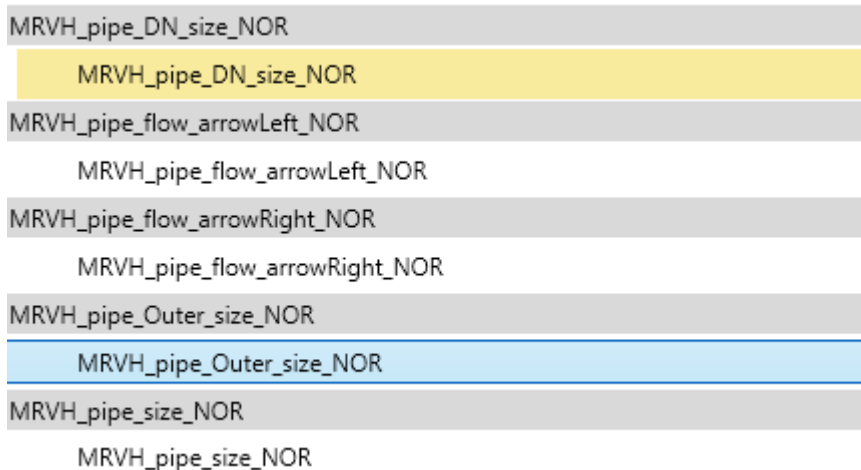 MRVH_pipe_DN_size_NOR
MRVH_pipe_DN_size_NOR
MRVH_pipe_flow_arrowLeft_NOR
MRVH_pipe_flow_arrowLeft_NOR
MRVH_pipe_flow_arrowRight_NOR
MRVH_pipe_flow_arrowRight_NOR
MRVH_pipe_Outer_size_NOR
MRVH_pipe_Outer_size_NOR
MRVH_pipe_size_NOR
MRVH_pipe_size_NOR